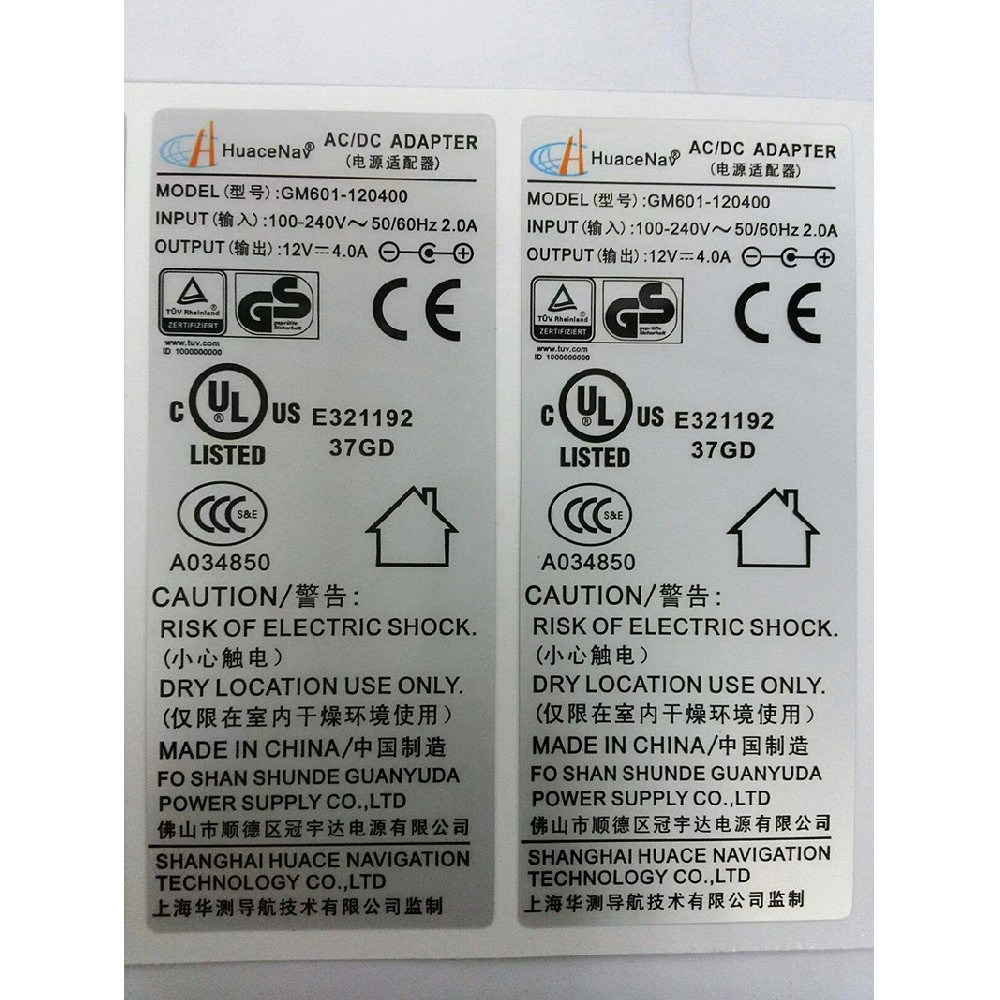 HuaceNav® AC/DC ADAPTER
(电源适配器)
MODEL(型号):GM601-120400
INPUT(输入):100-240V～50/60Hz 2.0A
OUTPUT(输出):12V⎓4.0A
TÜVRheinland
ZERTIFIZIERT
GS
geprüfte
Sicherheit
CE
www.tuv.com
ID 1000000000
C UL® US E321192
LISTED 37GD
CCC S&E
A034850
CAUTION/警告:
RISK OF ELECTRIC SHOCK.
(小心触电)
DRY LOCATION USE ONLY.
(仅限在室内干燥环境使用)
MADE IN CHINA/中国制造
FO SHAN SHUNDE GUANYUDA
POWER SUPPLY CO.,LTD
佛山市顺德区冠宇达电源有限公司
SHANGHAI HUACE NAVIGATION
TECHNOLOGY CO.,LTD
上海华测导航技术有限公司监制
HuaceNav® AC/DC ADAPTER
(电源适配器)
MODEL(型号):GM601-120400
INPUT(输入):100-240V～50/60Hz 2.0A
OUTPUT(输出):12V⎓4.0A
TÜV Rheinland
ZERTIFIZIERT
GS
geprüfte
Sicherheit
CE
www.tuv.com
ID 1000000000
C UL® US E321192
LISTED 37GD
CCC S&E
A034850
CAUTION/警告:
RISK OF ELECTRIC SHOCK.
(小心触电)
DRY LOCATION USE ONLY.
(仅限在室内干燥环境使用)
MADE IN CHINA/中国制造
FO SHAN SHUNDE GUANYUDA
POWER SUPPLY CO.,LTD
佛山市顺德区冠宇达电源有限公司
SHANGHAI HUACE NAVIGATION
TECHNOLOGY CO.,LTD
上海华测导航技术有限公司监制